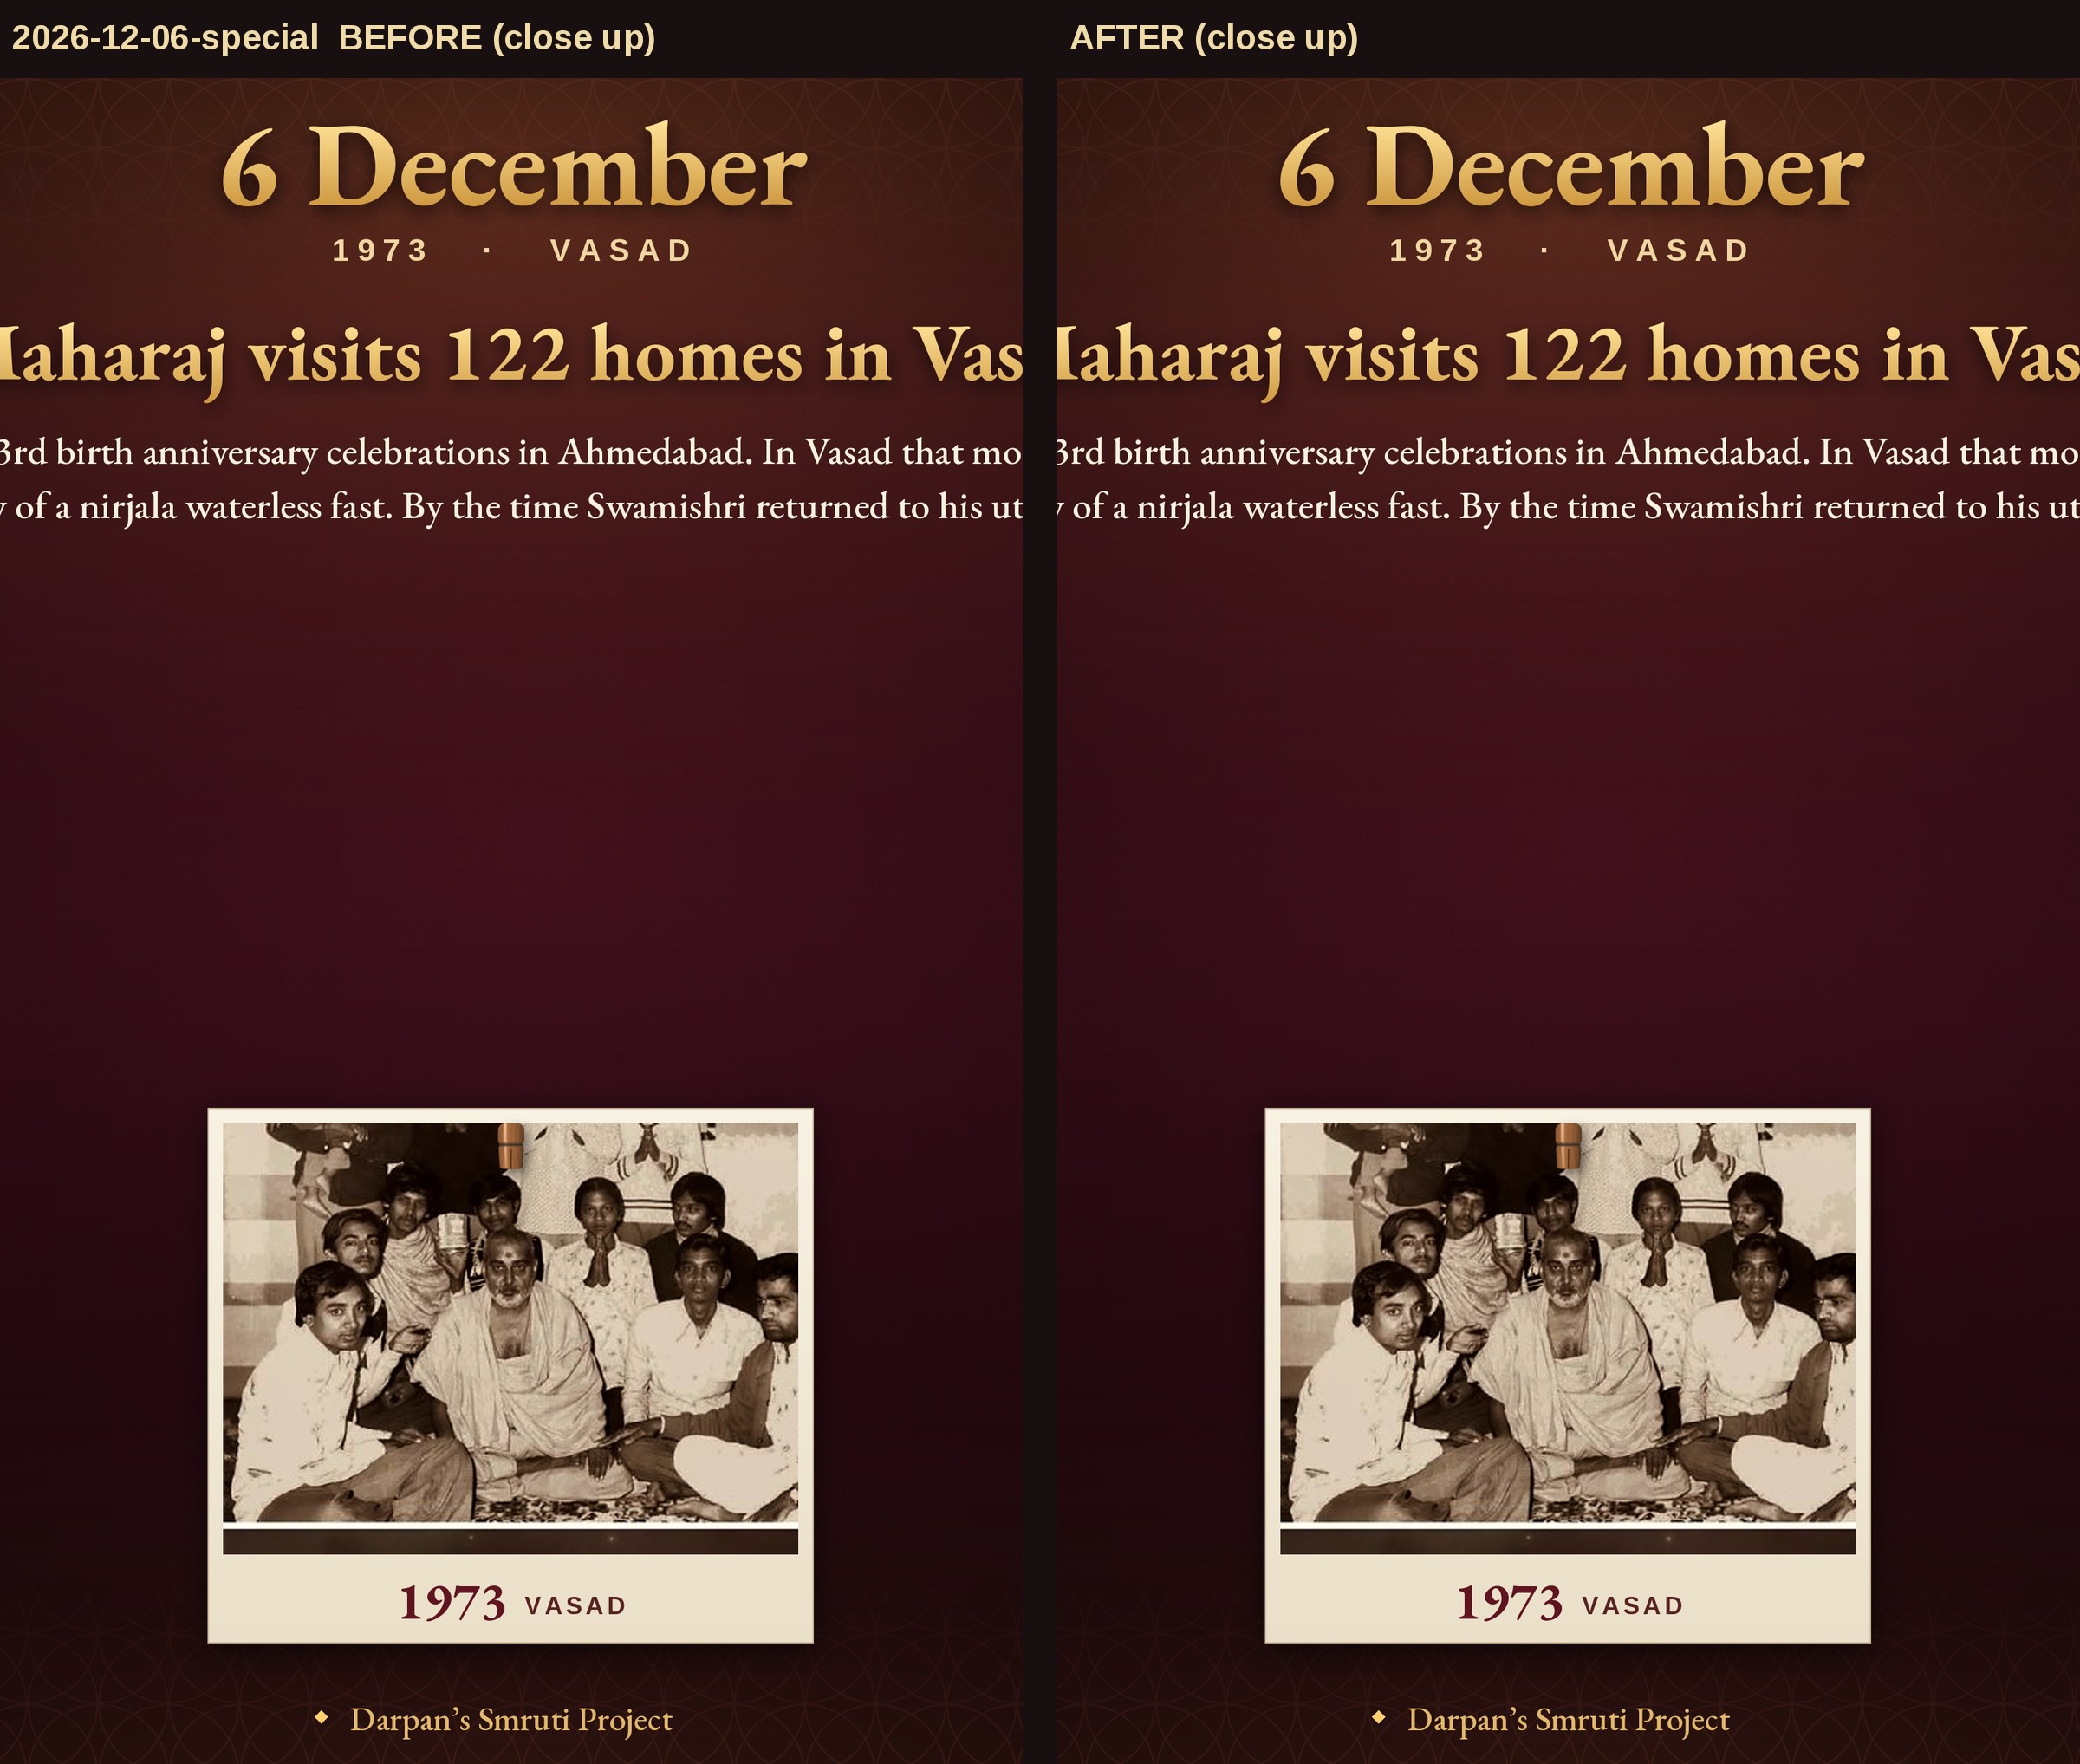 2026-12-06-special BEFORE (close up)
6 December
1973 · VASAD
aharaj visits 122 homes in Vas
3rd birth anniversary celebrations in Ahmedabad. In Vasad that mo
of a nirjala waterless fast. By the time Swamishri returned to his ut
1973 VASAD
Darpan’s Smruti Project
AFTER (close up)
6 December
1973 · VASAD
aharaj visits 122 homes in Vas
3rd birth anniversary celebrations in Ahmedabad. In Vasad that mo
of a nirjala waterless fast. By the time Swamishri returned to his ut
1973 VASAD
Darpan’s Smruti Project